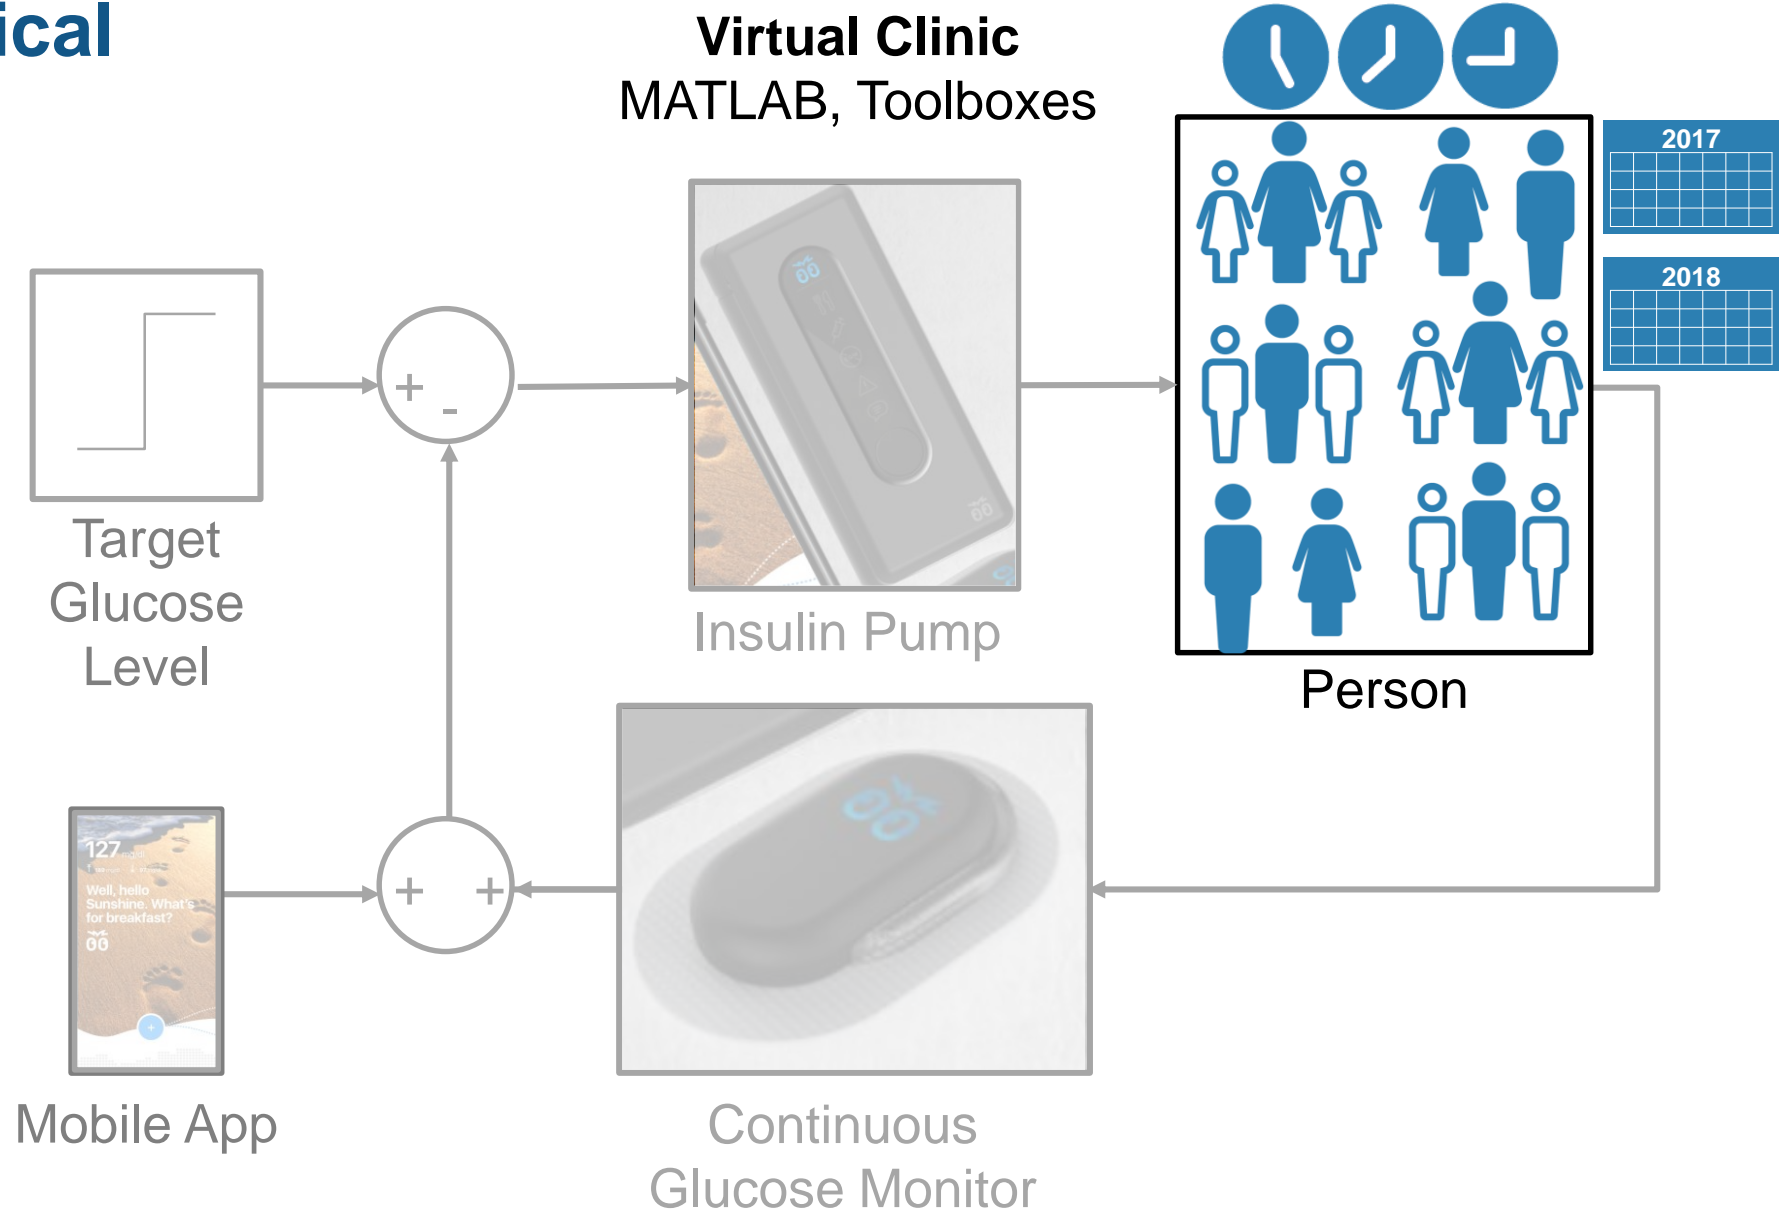 ical
Virtual Clinic
MATLAB, Toolboxes
2017
2018
+
-
Target
Glucose
Level
Insulin Pump
Person
127
Well, hello
Sunshine. What's
for breakfast?
+ +
+
Mobile App
Continuous
Glucose Monitor